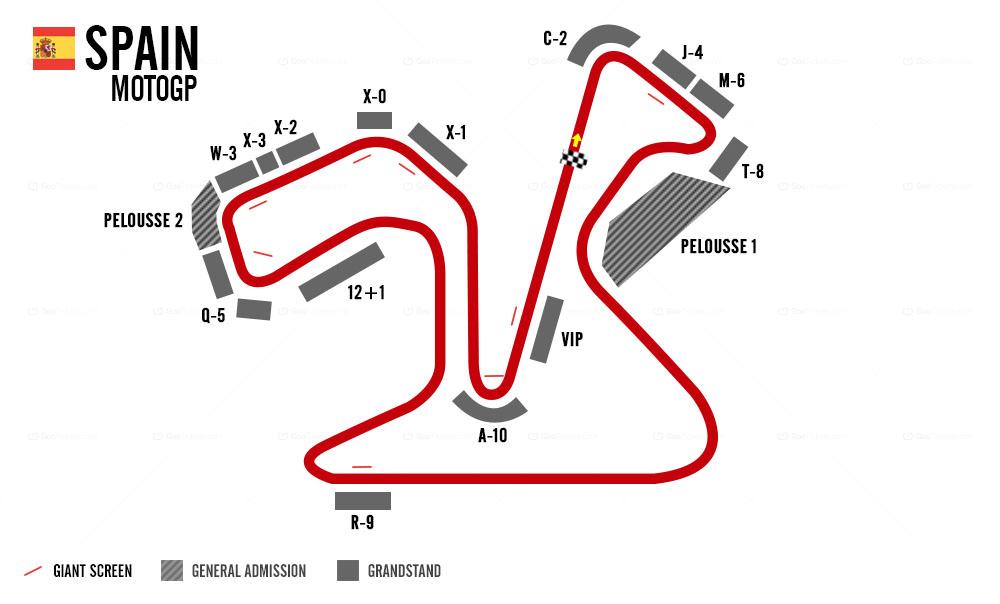 SPAIN
MOTOGP
C-2
J-4
M-6
X-0
X-1
X-2
X-3
W-3
T-8
PELOUSSE 2
PELOUSSE 1
12+1
Q-5
VIP
A-10
R-9
GIANT SCREEN
GENERAL ADMISSION
GRANDSTAND